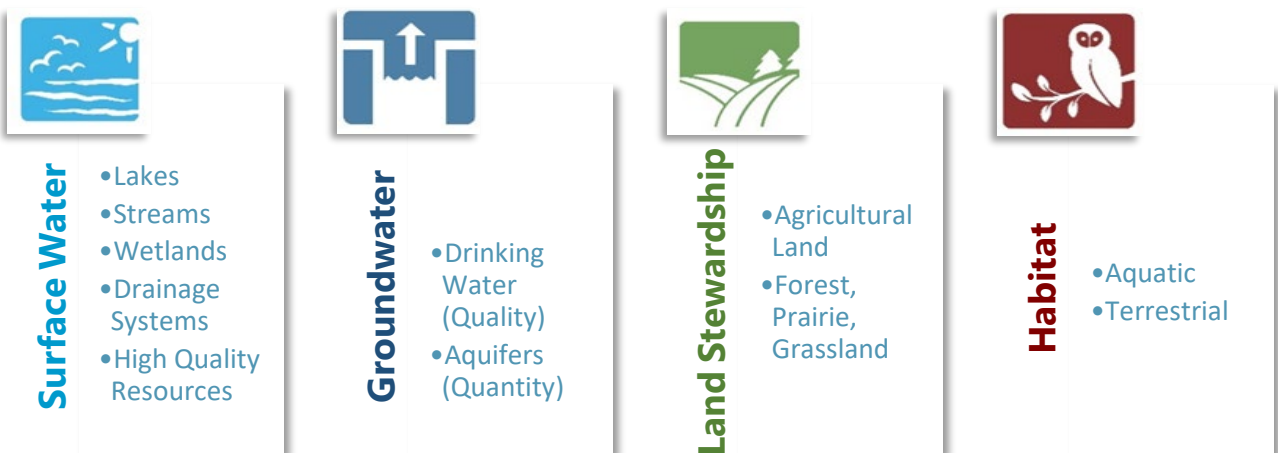 Surface Water
•Lakes
•Streams
•Wetlands
•Drainage
Systems
•High Quality
Resources
Groundwater
•Drinking
Water
(Quality)
•Aquifers
(Quantity)
Land Stewardship
•Agricultural
Land
•Forest,
Prairie,
Grassland
Habitat
•Aquatic
•Terrestrial